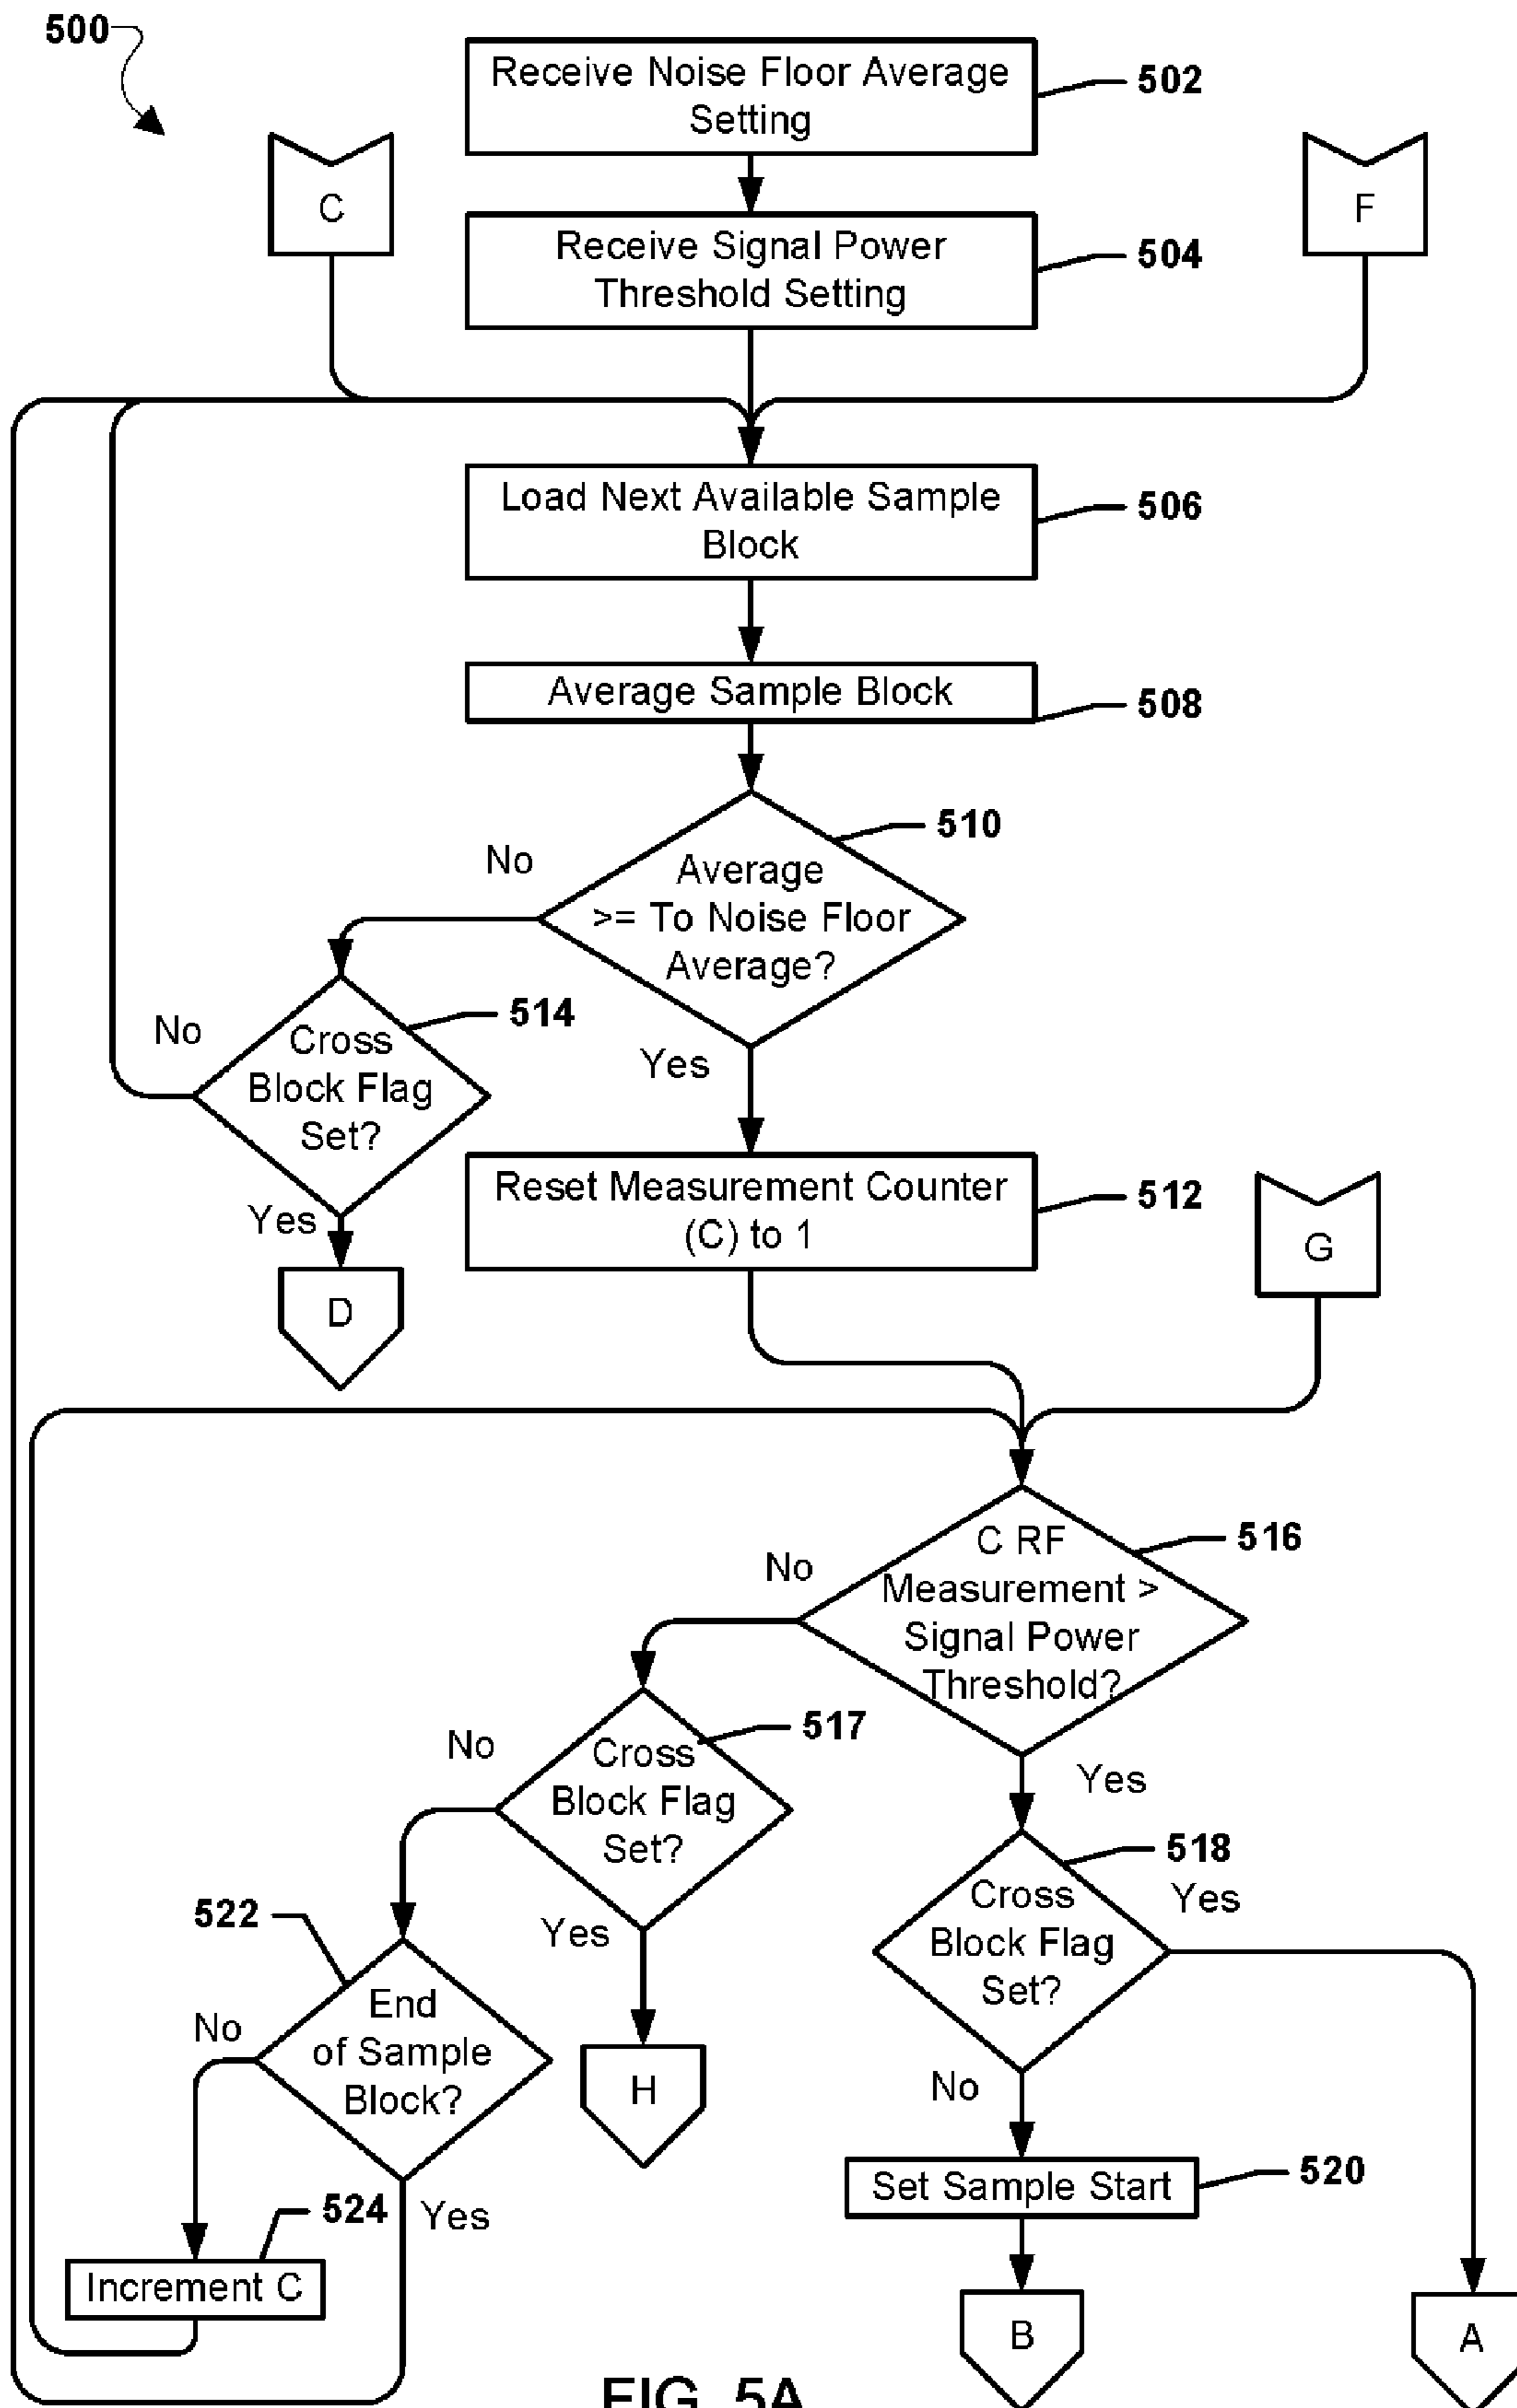 500
Receive Noise Floor Average
Setting
502
C
F
Receive Signal Power
Threshold Setting
504
Load Next Available Sample
Block
506
Average Sample Block
508
510
No
Average
>= To Noise Floor
Average?
514
No
Cross
Block Flag
Set?
Yes
Yes
Reset Measurement Counter
(C) to 1
512
G
D
516
No
C RF
Measurement >
Signal Power
Threshold?
517
No
Cross
Block Flag
Set?
Yes
518
Yes
Cross
Block Flag
Set?
522
Yes
End
of Sample
Block?
No
H
No
Set Sample Start
520
524
Yes
Increment C
B
A
FIG. 5A